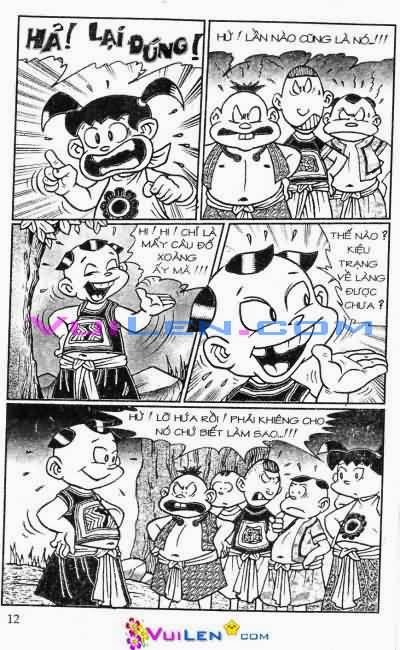 HẢ! LẠI ĐÚNG!
HỪ! LẦN NÀO CŨNG LÀ NÓ...!!!
HI! HI! CHỈ LÀ
MẤY CÂU ĐỐ
XOÀNG
ẤY MÀ!!!
THẾ NÀO?
KIỆU
TRẠNG
VỀ LÀNG
ĐƯỢC
CHƯA?
VUILEN.COM
HỪ! LỠ HỨA RỒI! PHẢI KHIÊNG CHO
NÓ CHỨ BIẾT LÀM SAO...!!!
12
VUILEN.COM